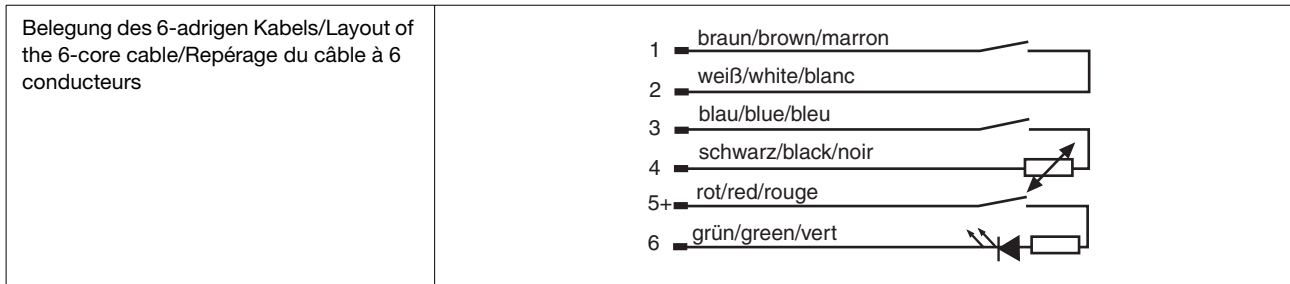 Belegung des 6-adrigen Kabels/Layout of
the 6-core cable/Repérage du câble à 6
conducteurs
1 braun/brown/marron
2 weiß/white/blanc
3 blau/blue/bleu
4 schwarz/black/noir
5+ rot/red/rouge
6 grün/green/vert